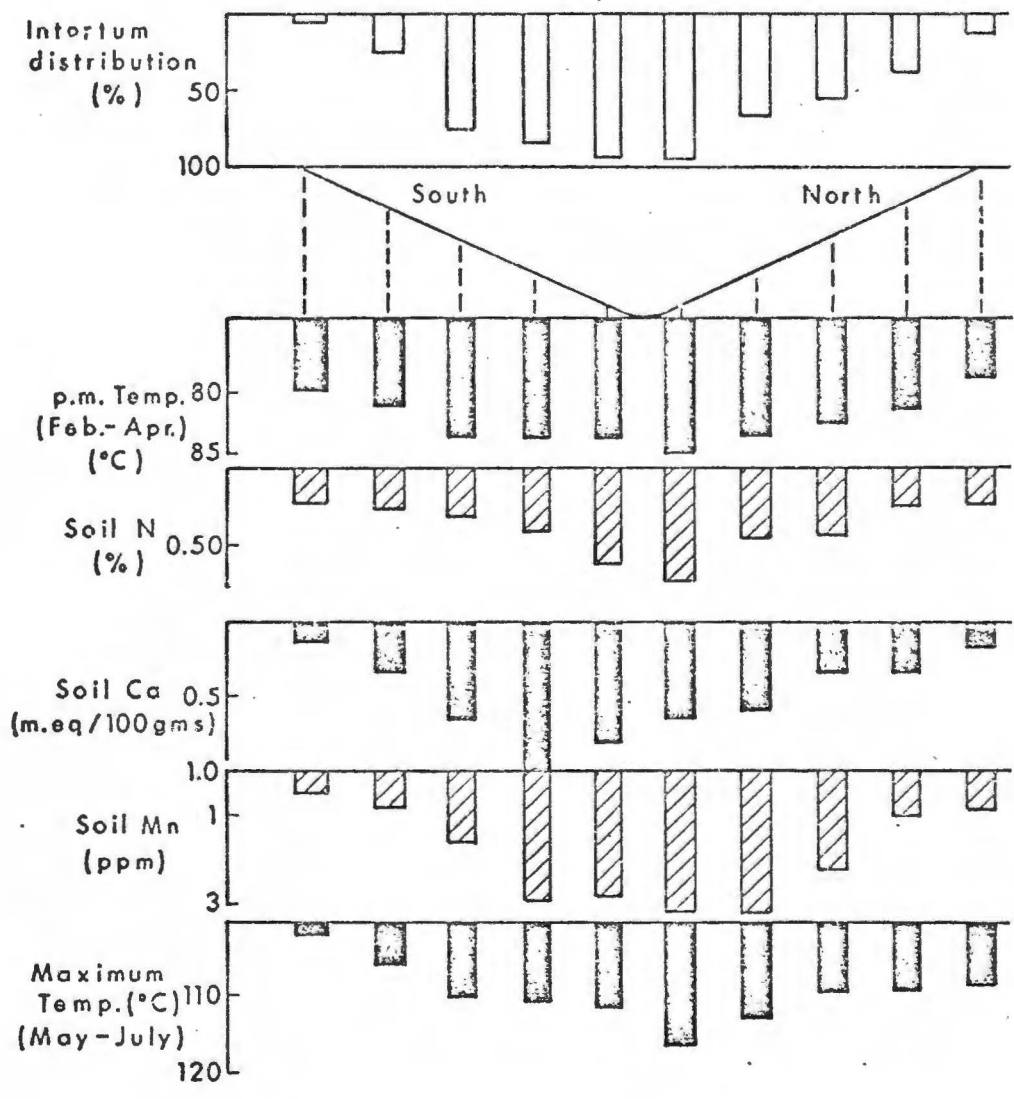 Intortum
distribution
(%)
50
100
South
North
p.m. Temp.
(Feb.-Apr.)
(°C)
80
85
Soil N
(%)
0.50
Soil Ca
(m.eq/100gms)
0.5
1.0
Soil Mn
(ppm)
1
3
Maximum
Temp.(°C)
(May-July)
110
120